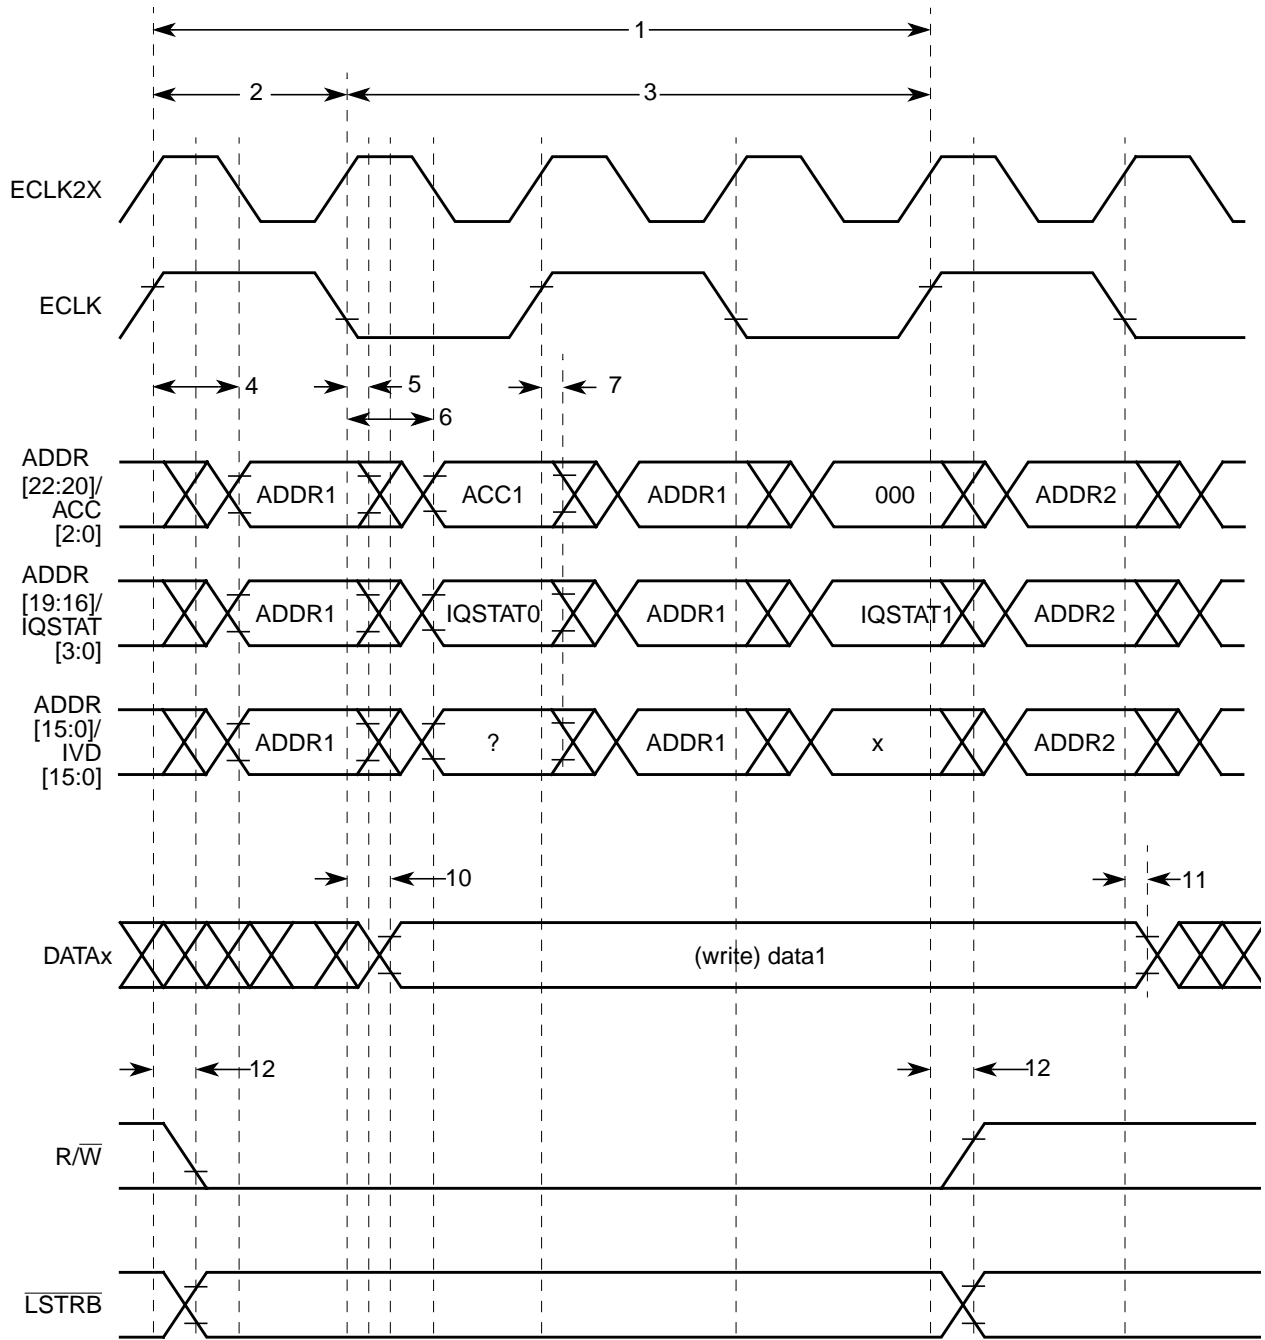 1
2
3
ECLK2X
ECLK
4
5
7
6
ADDR
[22:20]/
ACC
[2:0]
ADDR1
ACC1
ADDR1
000
ADDR2
ADDR
[19:16]/
IQSTAT
[3:0]
ADDR1
IQSTAT0
ADDR1
IQSTAT1
ADDR2
ADDR
[15:0]/
IVD
[15:0]
ADDR1
?
ADDR1
x
ADDR2
10
11
DATAx
(write) data1
12
12
R/W̅
L̅S̅T̅R̅B̅